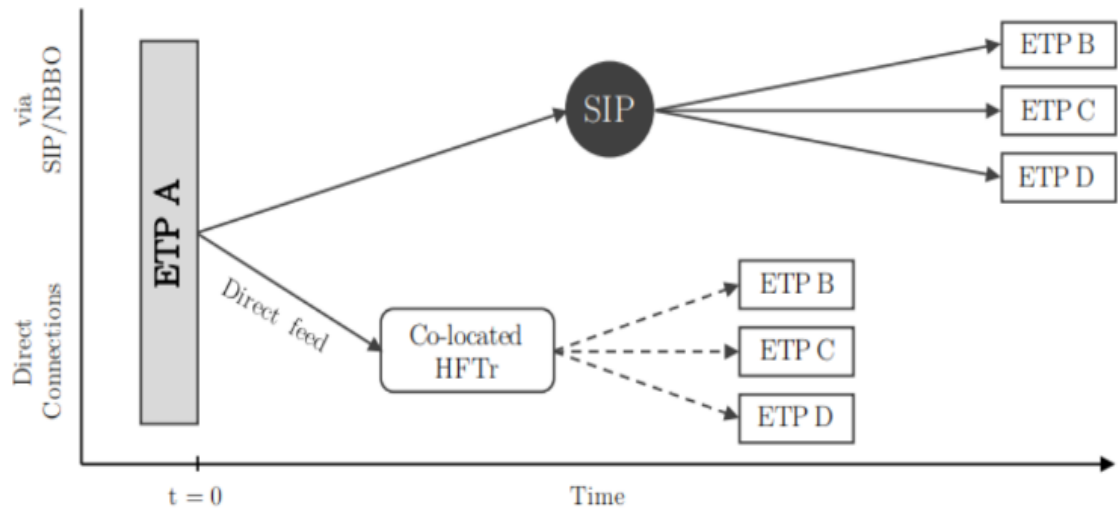 via
SIP/NBBO
Direct
Connections
ETP A
SIP
ETP B
ETP C
ETP D
Direct feed
Co-located
HFTr
ETP B
ETP C
ETP D
t = 0
Time